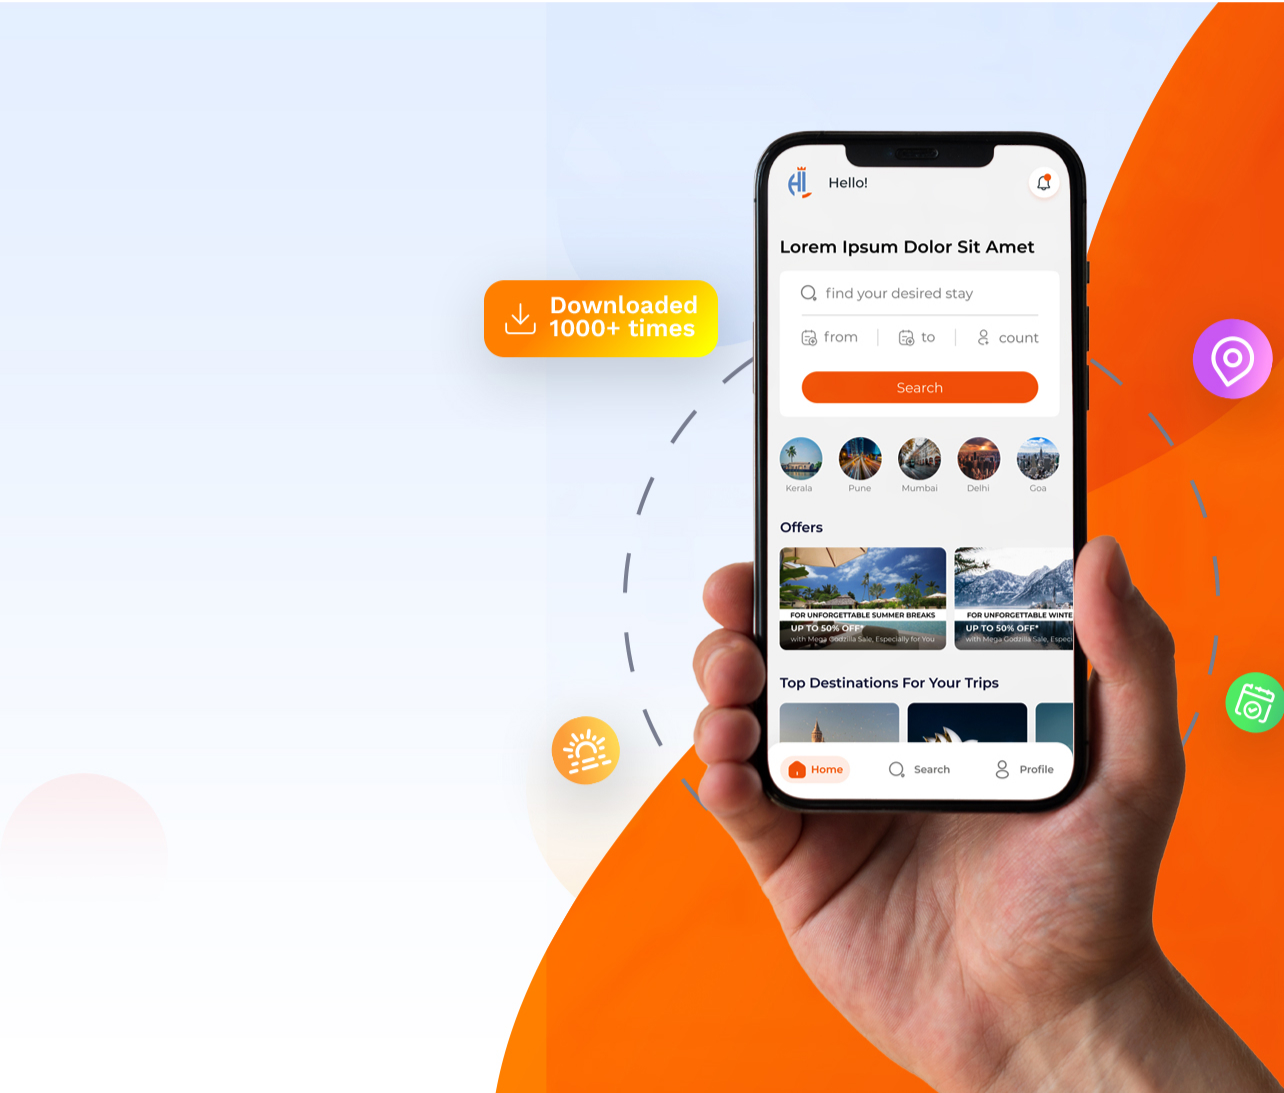 Hello!
Lorem Ipsum Dolor Sit Amet
Downloaded
1000+ times
find your desired stay
from to count
Search
Kerala Pune Mumbai Delhi Goa
Offers
FOR UNFORGETTABLE SUMMER BREAKS
UP TO 50% OFF*
with Mega Godzilla Sale, Especially for You
FOR UNFORGETTABLE WINTE
UP TO 50% OFF*
with Mega Godzilla Sale, Especi
Top Destinations For Your Trips
Home Search Profile